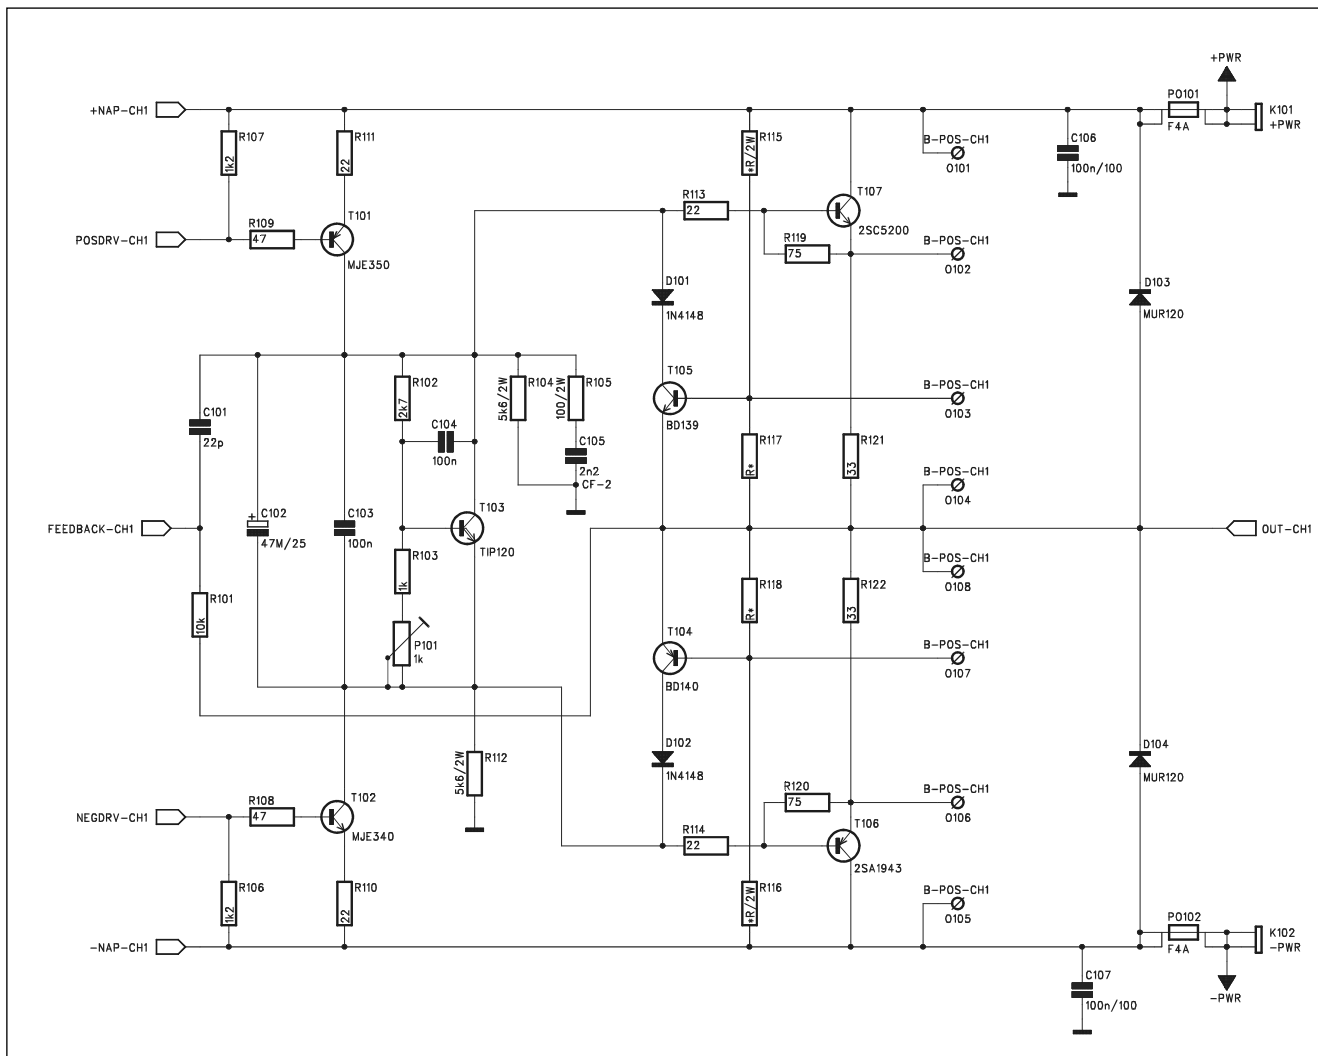 +PWR
+NAP-CH1
PO101
F4A
K101
+PWR
R107
1k2
R111
22
R115
*R/2W
B-POS-CH1
O101
C106
100n/100
POSDRV-CH1
R109
47
T101
MJE350
R113
22
T107
2SC5200
R119
75
B-POS-CH1
O102
D101
1N4148
D103
MUR120
R102
2k7
R104
5k6/2W
R105
100/2W
T105
BD139
B-POS-CH1
O103
C101
22p
C104
100n
C105
2n2
CF-2
R117
R*
R121
33
B-POS-CH1
O104
FEEDBACK-CH1
+
C102
47M/25
C103
100n
T103
TIP120
OUT-CH1
R103
1k
R118
R*
R122
33
B-POS-CH1
O108
R101
10k
P101
1k
T104
BD140
B-POS-CH1
O107
R112
5k6/2W
D102
1N4148
D104
MUR120
NEGDRV-CH1
R108
47
T102
MJE340
R120
75
B-POS-CH1
O106
R114
22
T106
2SA1943
R106
1k2
R110
22
R116
*R/2W
B-POS-CH1
O105
-NAP-CH1
PO102
F4A
K102
-PWR
C107
100n/100
-PWR